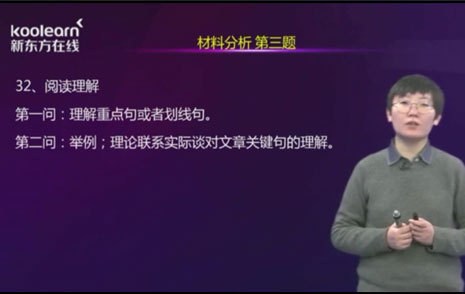 koolearn
新东方在线
材料分析 第三题
32、阅读理解
第一问：理解重点句或者划线句。
第二问：举例；理论联系实际谈对文章关键句的理解。